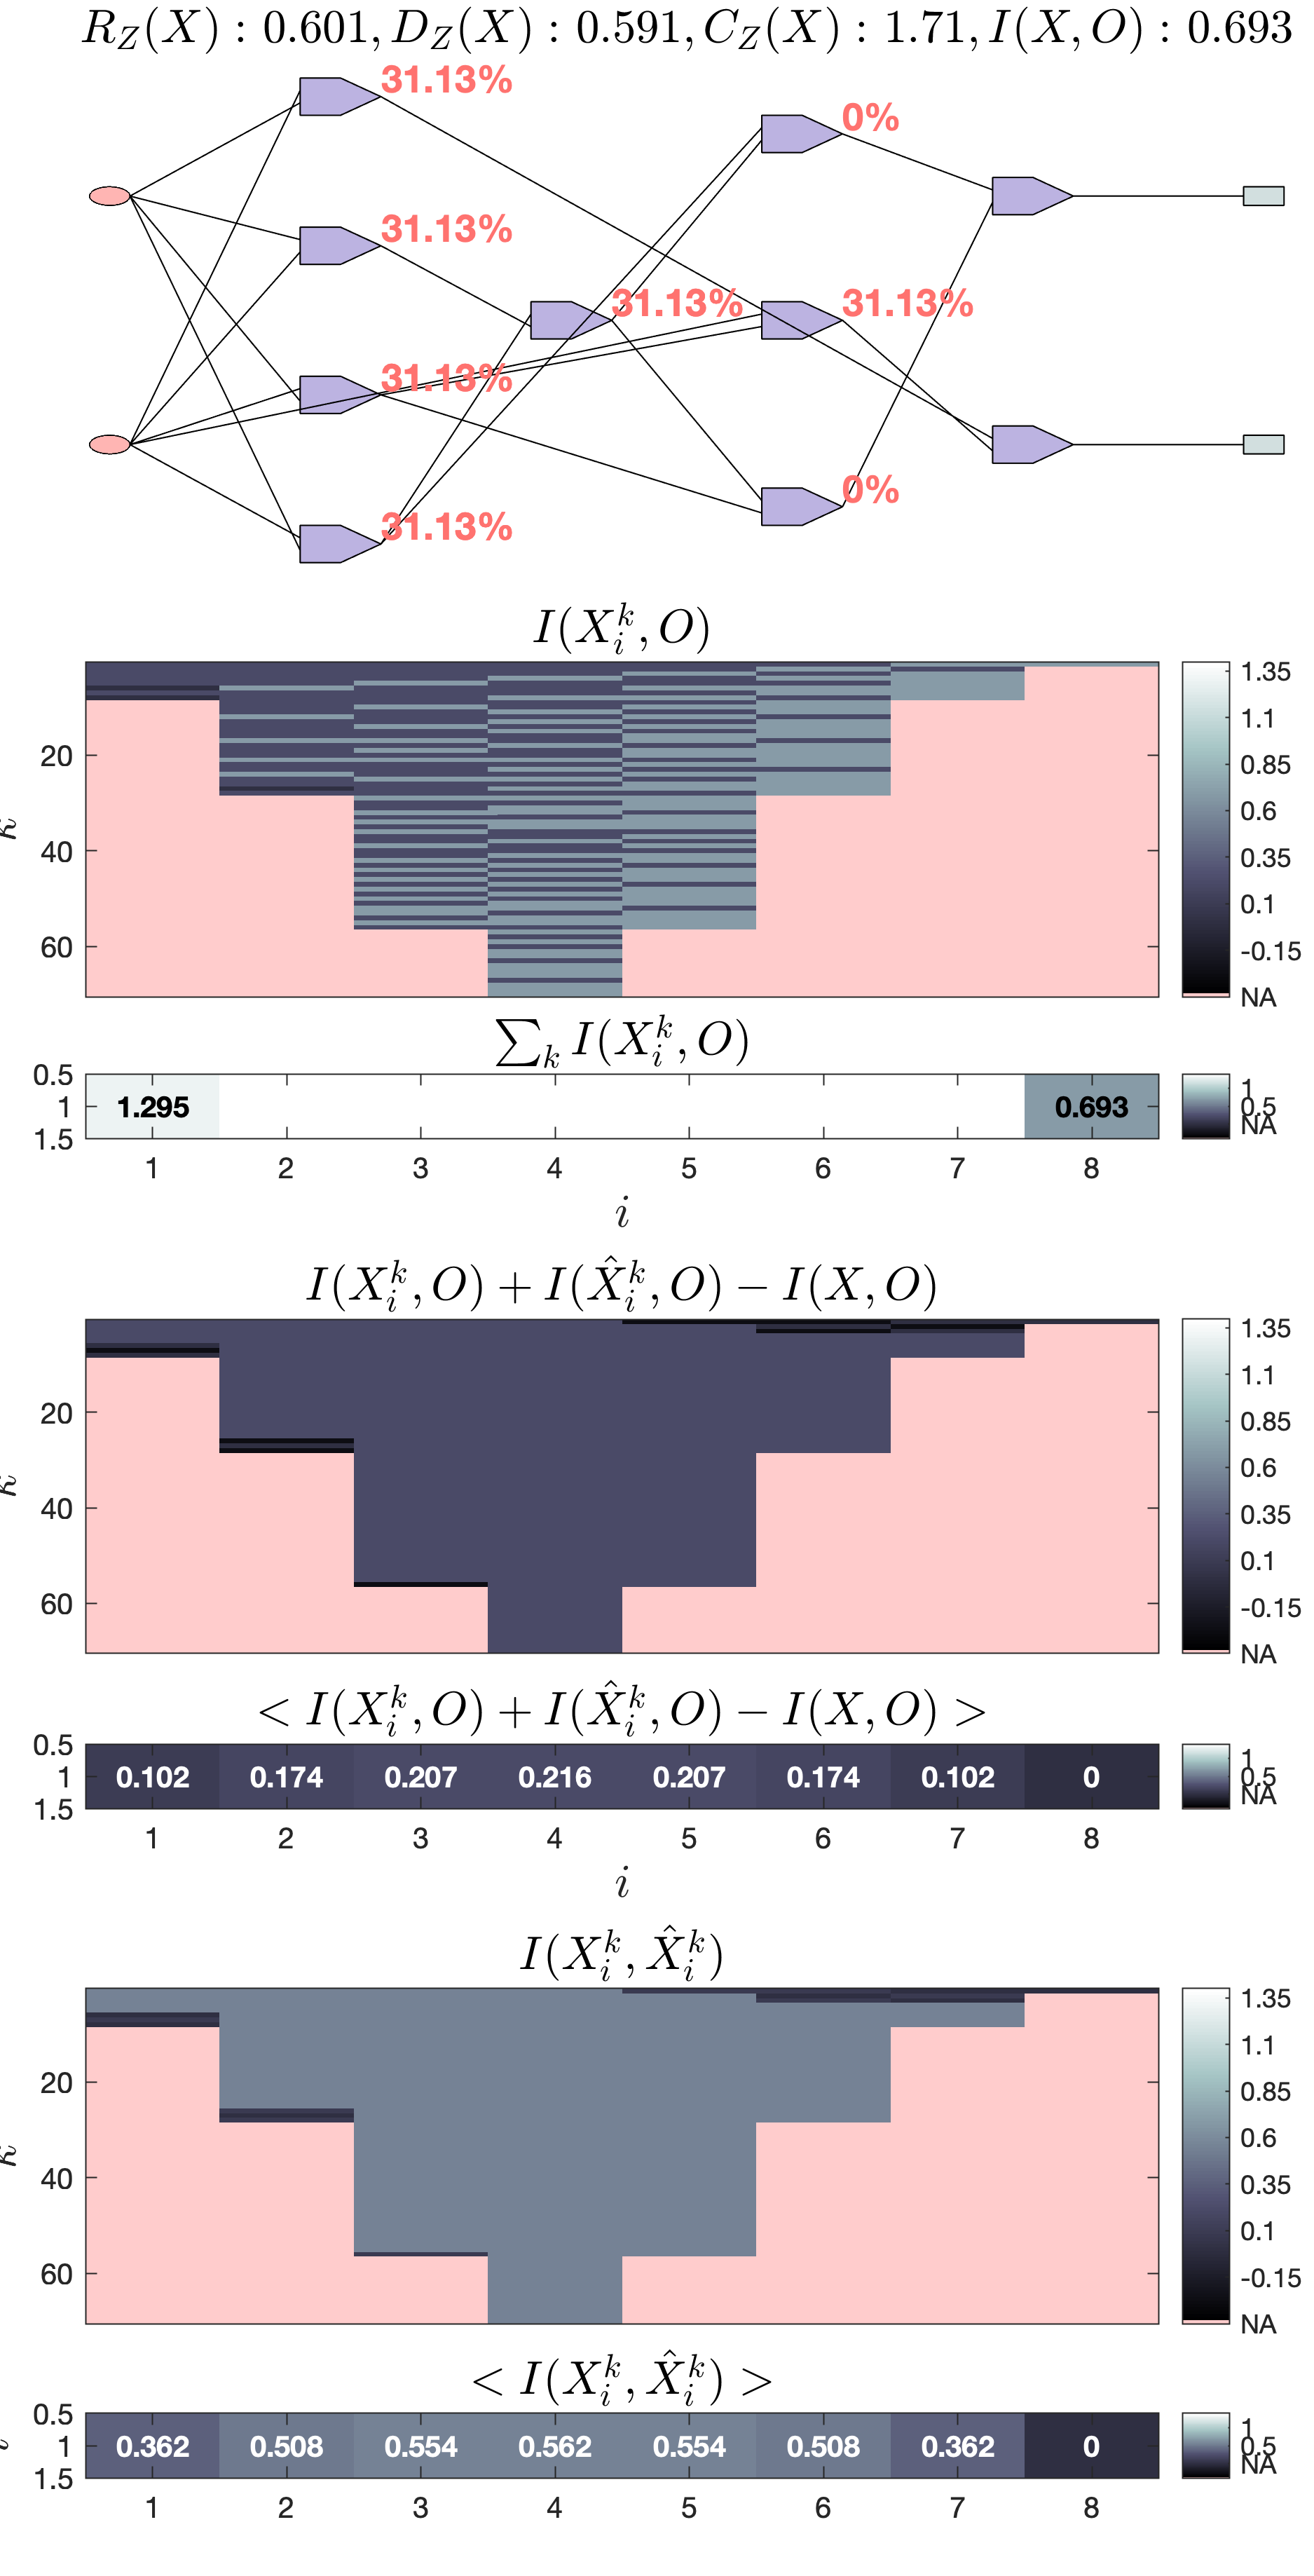 R_Z(X) : 0.601, D_Z(X) : 0.591, C_Z(X) : 1.71, I(X, O) : 0.693
31.13%
0%
31.13%
31.13%
31.13%
31.13%
0%
31.13%
I(X_i^k, O)
20
40
60
k
1.35
1.1
0.85
0.6
0.35
0.1
-0.15
NA
∑_k I(X_i^k, O)
0.5
1
1.5
1.295
0.693
1
0.5
NA
1 2 3 4 5 6 7 8
i
I(X_i^k, O) + I(X̂_i^k, O) − I(X, O)
20
40
60
k
1.35
1.1
0.85
0.6
0.35
0.1
-0.15
NA
< I(X_i^k, O) + I(X̂_i^k, O) − I(X, O) >
0.5
1
1.5
0.102 0.174 0.207 0.216 0.207 0.174 0.102 0
1
0.5
NA
1 2 3 4 5 6 7 8
i
I(X_i^k, X̂_i^k)
20
40
60
k
1.35
1.1
0.85
0.6
0.35
0.1
-0.15
NA
< I(X_i^k, X̂_i^k) >
0.5
1
1.5
0.362 0.508 0.554 0.562 0.554 0.508 0.362 0
1
0.5
NA
1 2 3 4 5 6 7 8